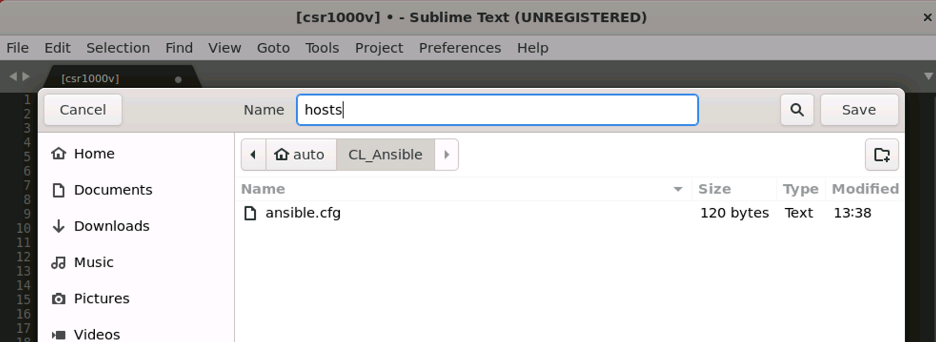 [csr1000v] • - Sublime Text (UNREGISTERED) ×
File Edit Selection Find View Goto Tools Project Preferences Help
[csr1000v]
Cancel Name hosts Save
auto CL_Ansible
Home
Documents
Downloads
Music
Pictures
Videos
Name Size Type Modified
ansible.cfg 120 bytes Text 13:38
1
2
3
4
5
6
7
8
9
10
11
12
13
14
15
16
17
18